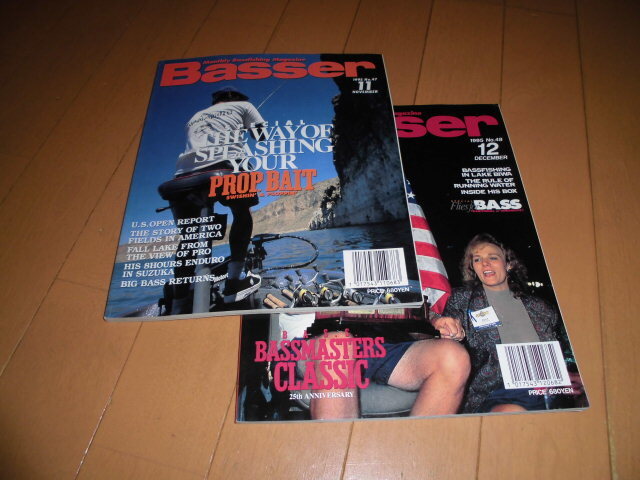 Monthly Bassfishing Magazine
Basser
1995 No.47
11
NOVEMBER
SPECIAL
THE WAY OF
SPLASHING
YOUR
PROP BAIT
U.S. OPEN REPORT
THE STORY OF TWO
FIELDS IN AMERICA
FALL LAKE FROM
THE VIEW OF PRO
HIS 8HOURS ENDURO
IN SUZUKA
BIG BASS RETURNS
PRICE 680YEN
Magazine
sser
1995 No.48
12
DECEMBER
BASSFISHING
IN LAKE BIWA
THE RULE OF
RUNNING WATER
INSIDE HIS BOX
BASS
BASS
BASSMASTERS
CLASSIC
25th ANNIVERSARY
PRICE 680YEN